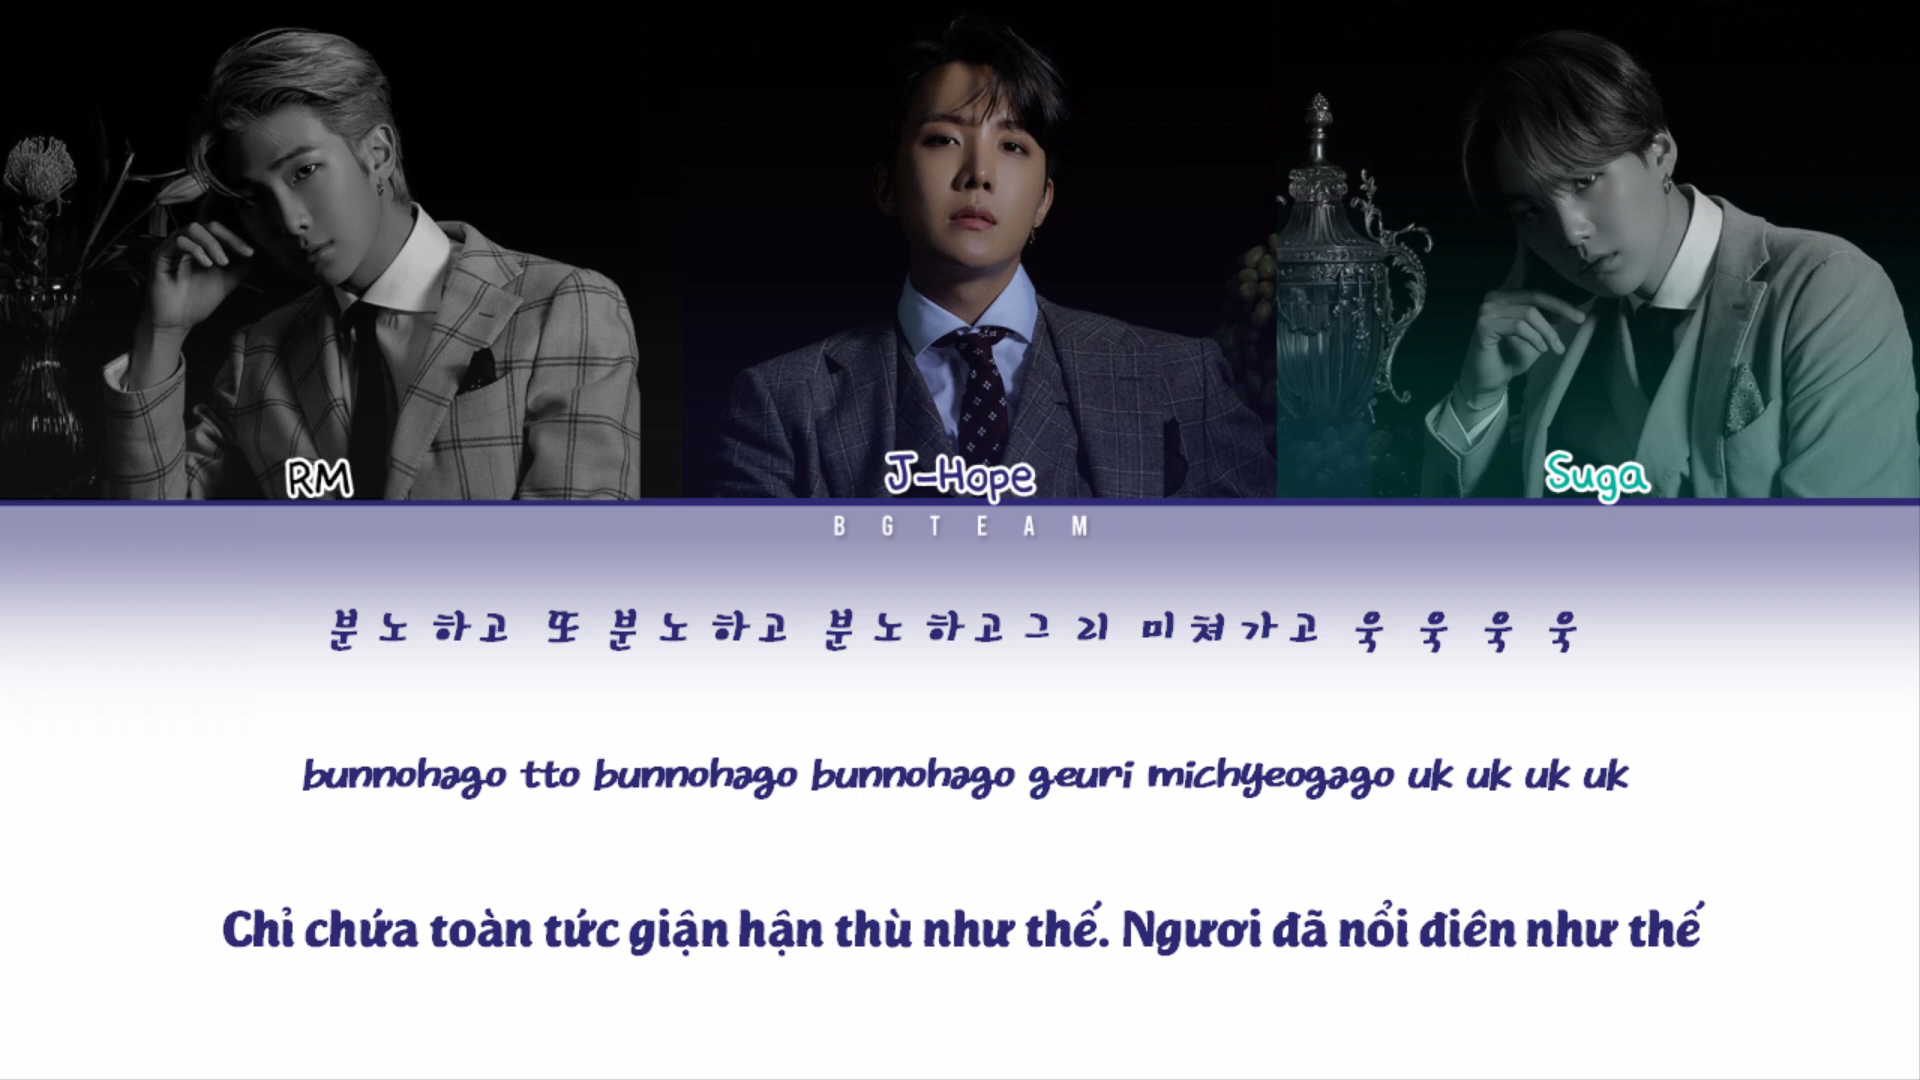 RM
J-Hope
Suga
BGTEAM
분노하고 또 분노하고 분노하고그리 미쳐가고 욱 욱 욱 욱
bunnohago tto bunnohago bunnohago geuri michyeogago uk uk uk uk
Chỉ chứa toàn tức giận hận thù như thế. Ngươi đã nổi điên như thế